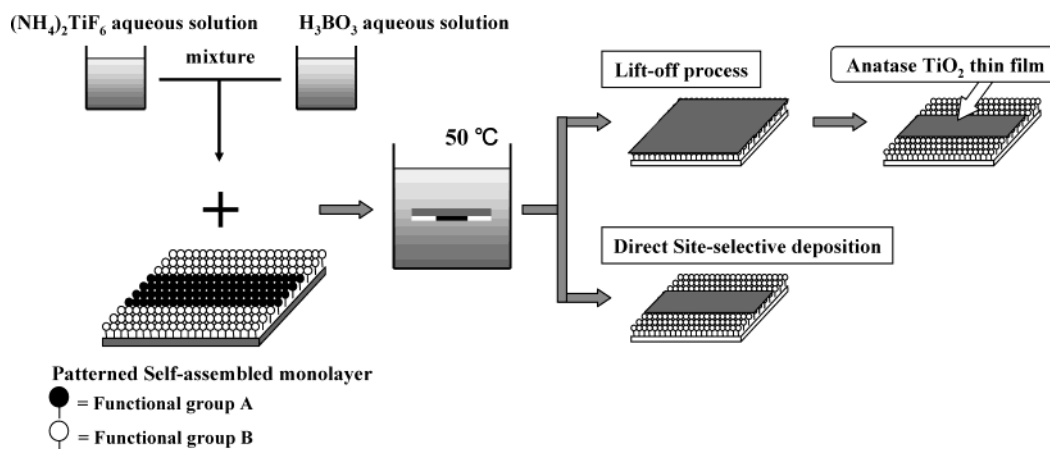 (NH4)2TiF6 aqueous solution
H3BO3 aqueous solution
mixture
50 ℃
Lift-off process
Anatase TiO2 thin film
Direct Site-selective deposition
Patterned Self-assembled monolayer
= Functional group A
= Functional group B